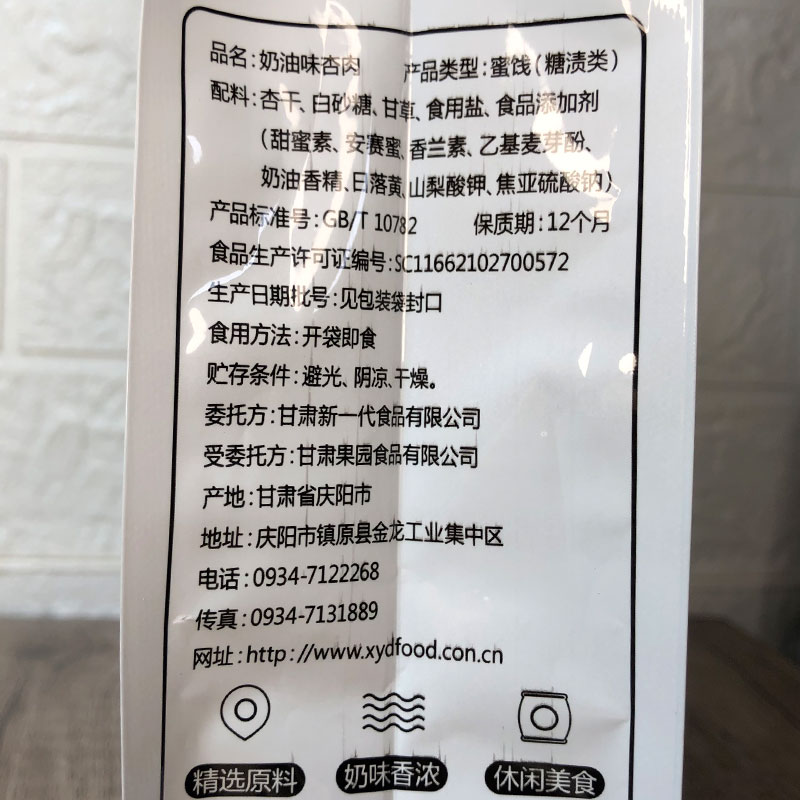 品名:奶油味杏肉 产品类型:蜜饯(糖渍类)
配料:杏干、白砂糖、甘草、食用盐、食品添加剂
(甜蜜素、安赛蜜、香兰素、乙基麦芽酚、
奶油香精、日落黄、山梨酸钾、焦亚硫酸钠)
产品标准号:GB/T 10782 保质期:12个月
食品生产许可证编号:SC11662102700572
生产日期批号:见包装袋封口
食用方法:开袋即食
贮存条件:避光、阴凉、干燥。
委托方:甘肃新一代食品有限公司
受委托方:甘肃果园食品有限公司
产地:甘肃省庆阳市
地址:庆阳市镇原县金龙工业集中区
电话:0934-7122268
传真:0934-7131889
网址:http://www.xydfood.con.cn
精选原料 奶味香浓 休闲美食